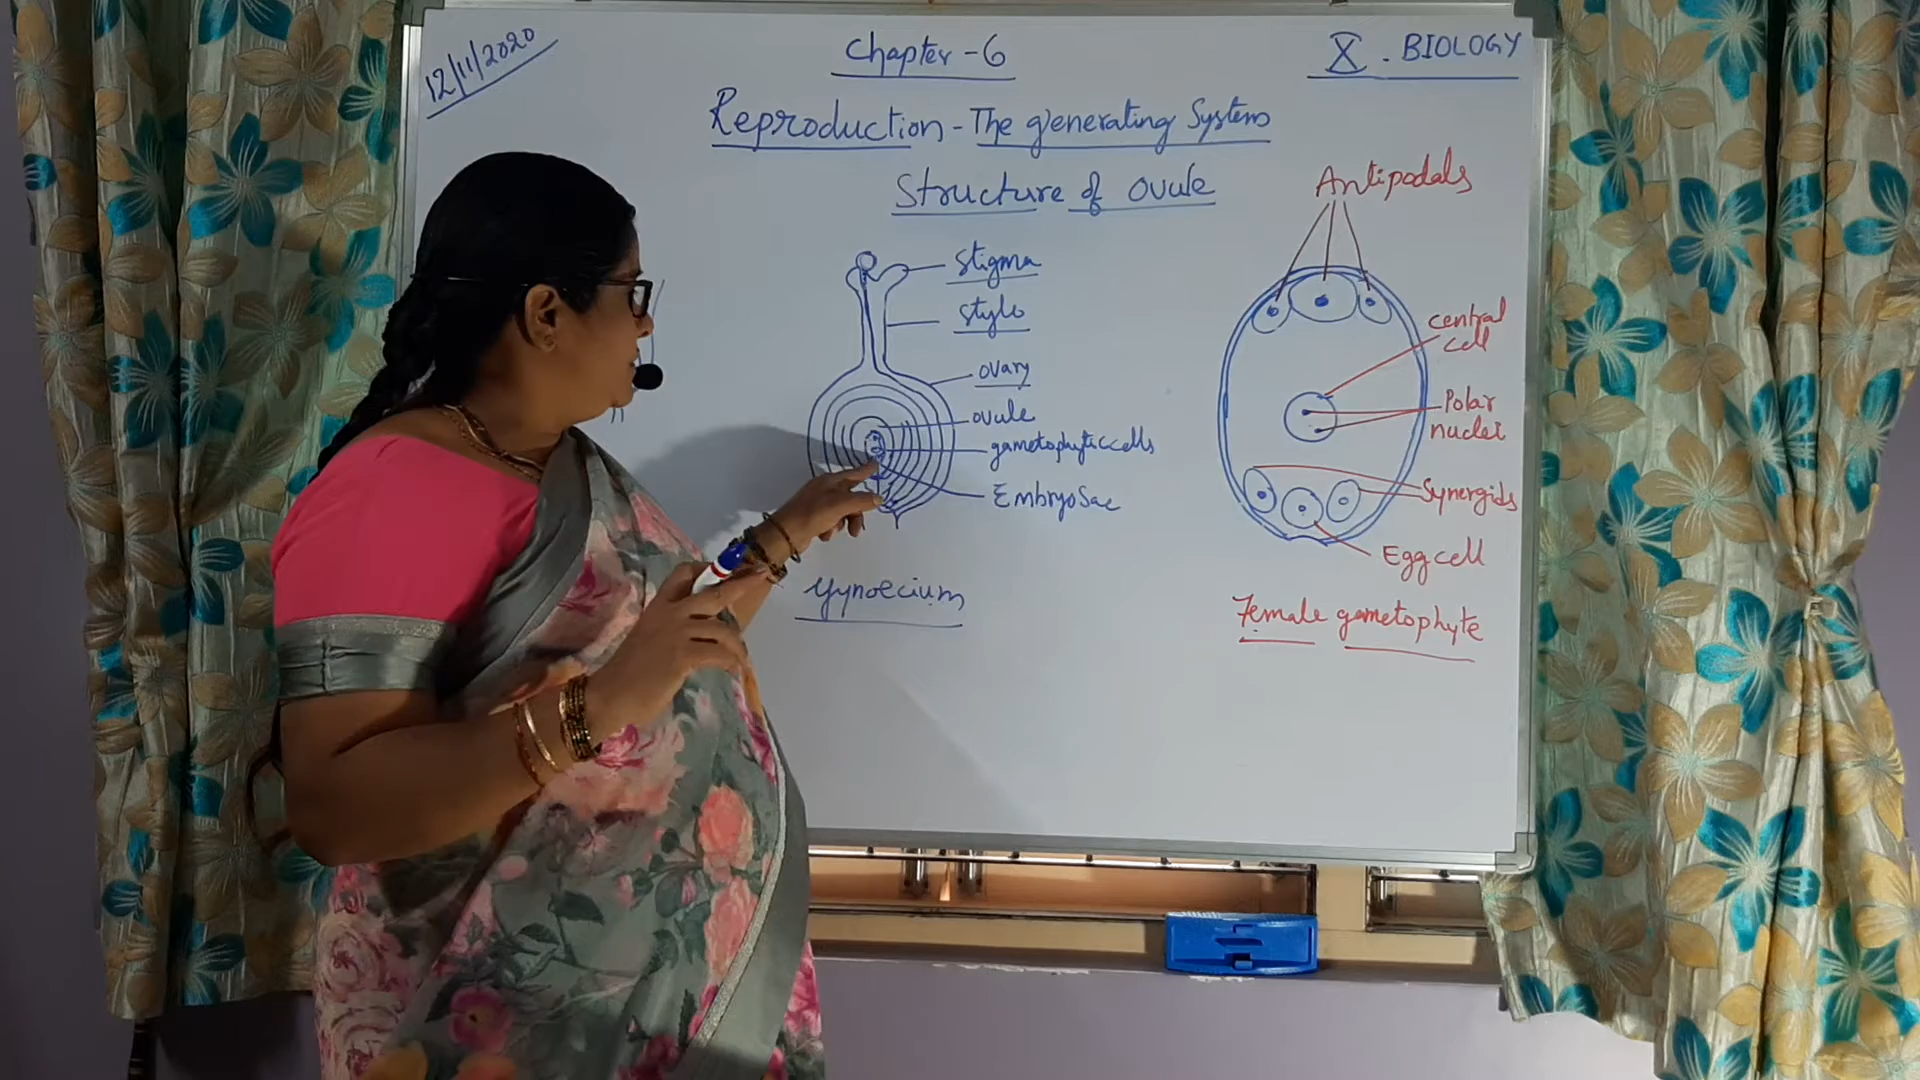 12/11/2020
Chapter - 6
X . BIOLOGY
Reproduction - The generating System
Structure of ovule
Stigma
Style
ovary
ovule
gametophytic cells
Embryo Sac
Gynoecium
Antipodals
central
cell
Polar
nuclei
Synergids
Egg cell
Female gametophyte